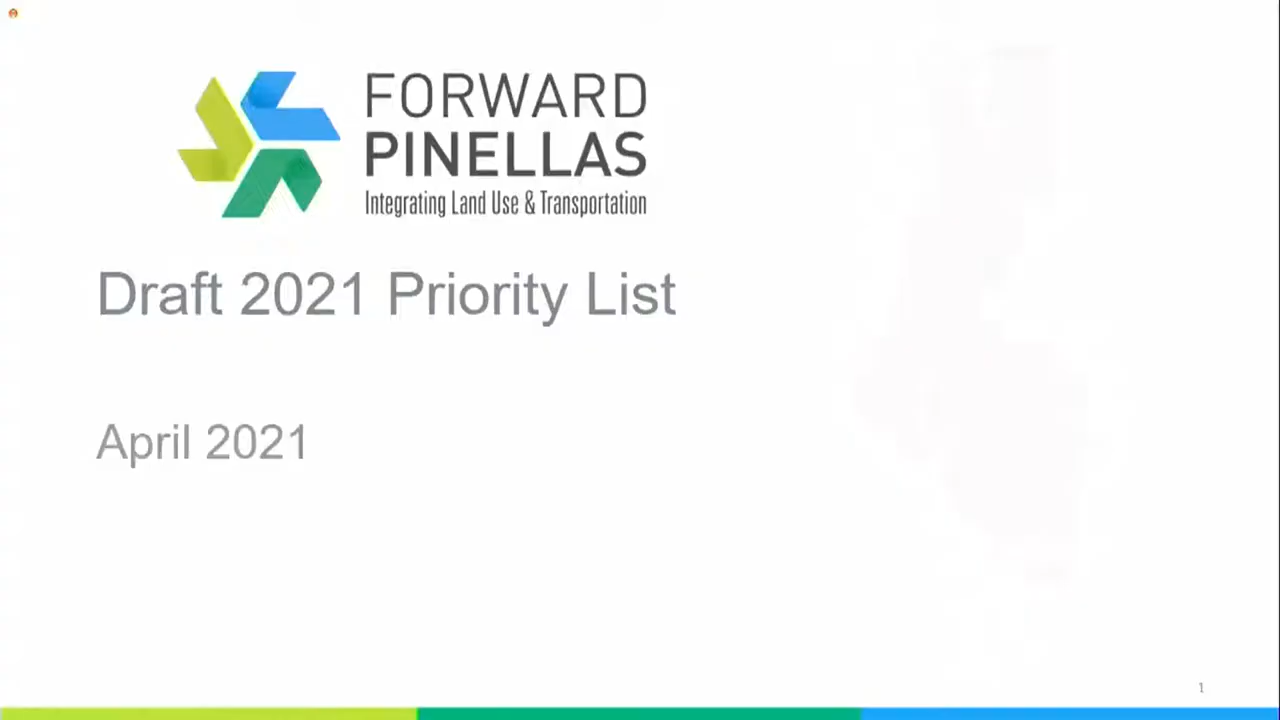 FORWARD
PINELLAS
Integrating Land Use & Transportation
Draft 2021 Priority List
April 2021
1